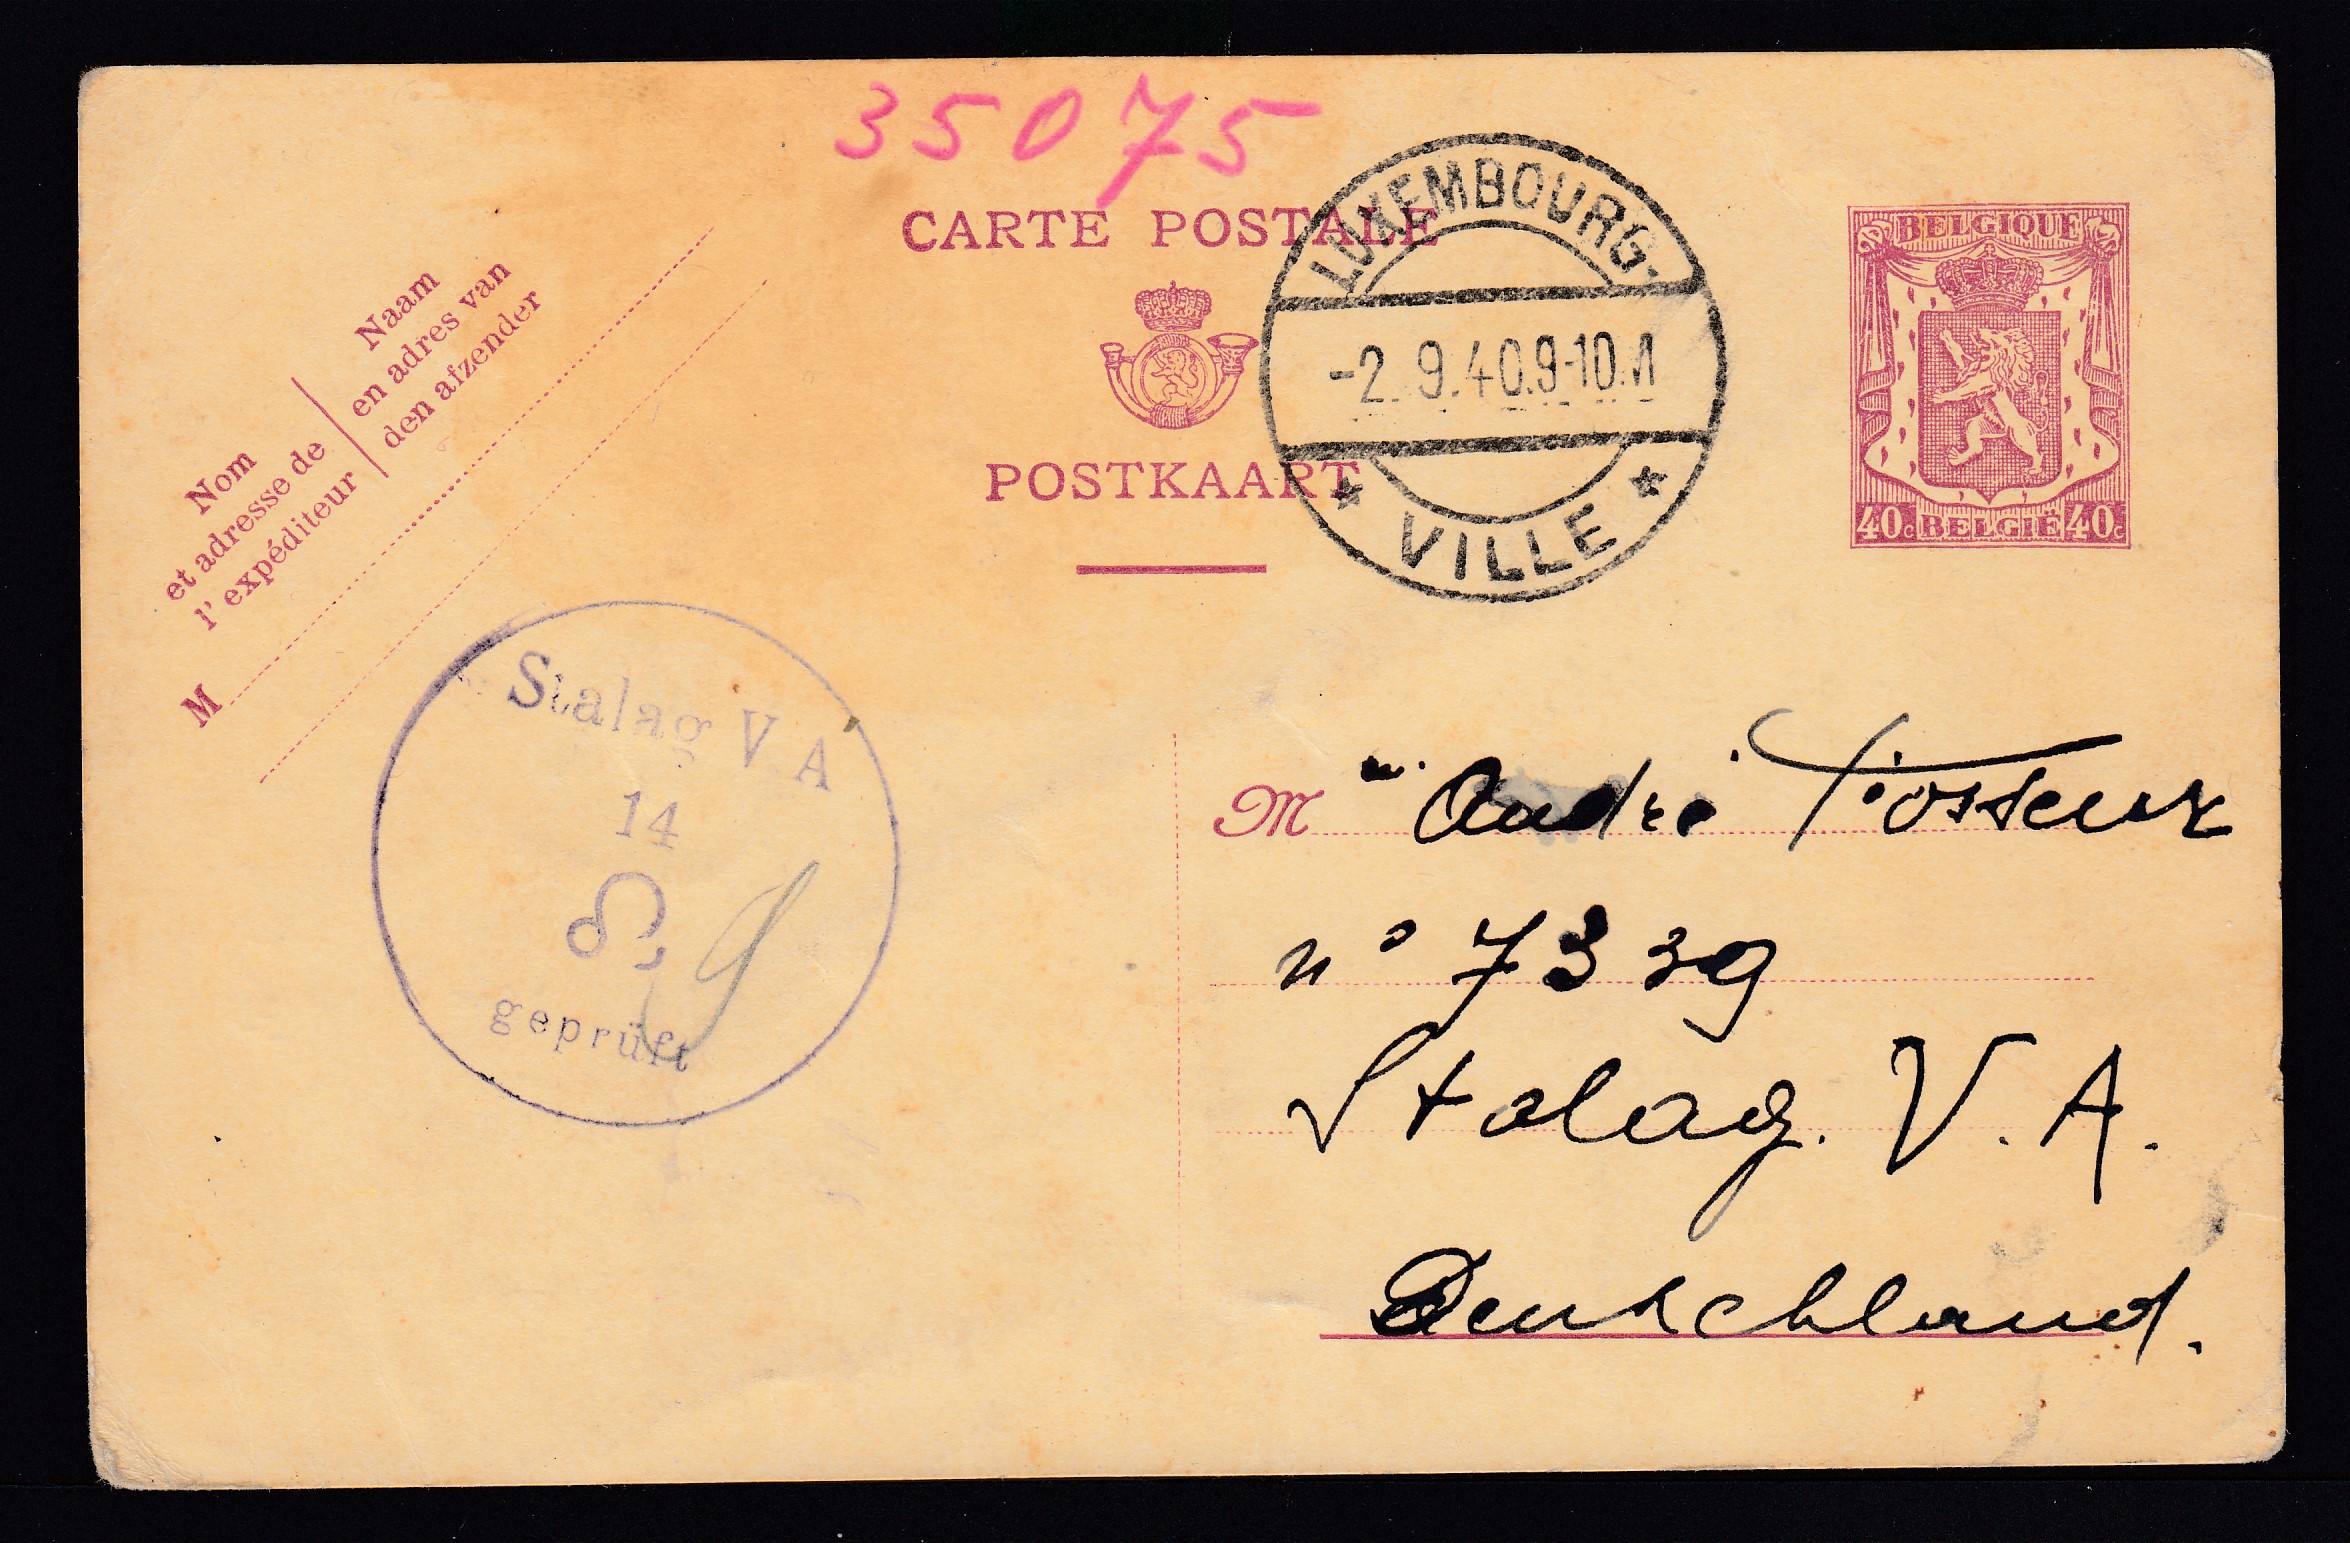 35075
CARTE POSTALE
POSTKAART
LUXEMBOURG.
-2.9.40.9-10.
* VILLE *
BELGIQUE
40c BELGIË 40c
Naam
en adres van
den afzender
Nom
et adresse de
l'expéditeur
M
Stalag V A
14
geprüft
M André
n° 7339
Stalag. V. A.
Deutschland.